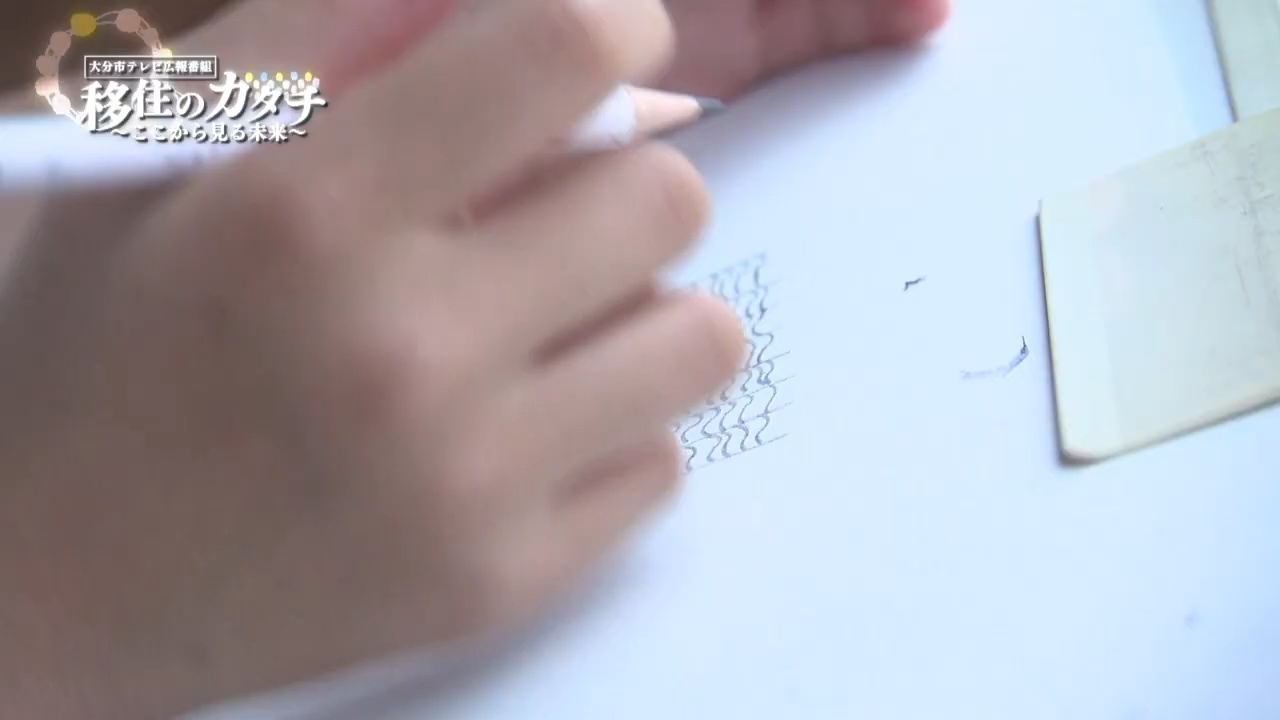 大分市テレビ広報番組
移住のカタチ
～ここから見る未来～